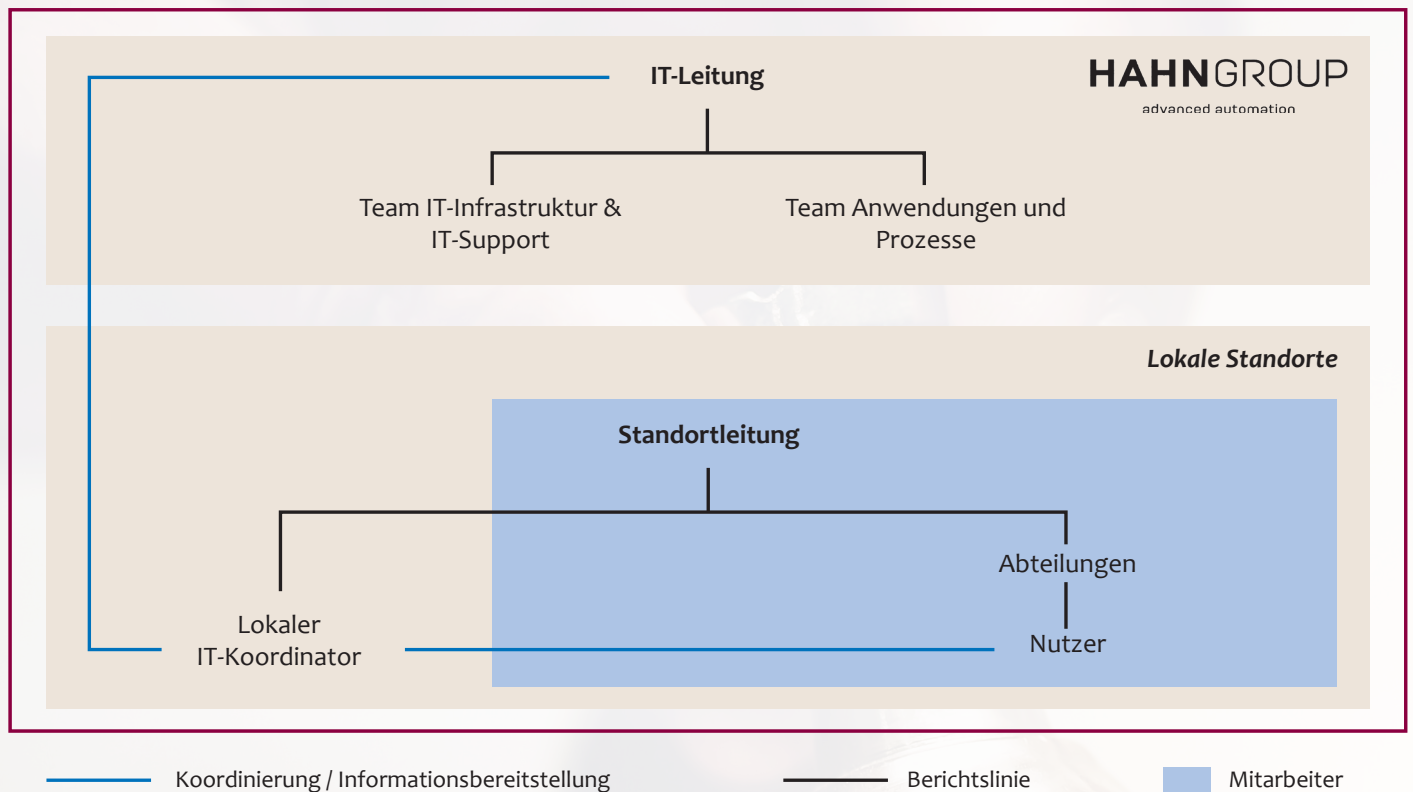 IT-Leitung
HAHNGROUP
advanced automation
Team IT-Infrastruktur &
IT-Support
Team Anwendungen und
Prozesse
Lokale Standorte
Standortleitung
Abteilungen
Lokaler
IT-Koordinator
Nutzer
Koordinierung / Informationsbereitstellung
Berichtslinie
Mitarbeiter